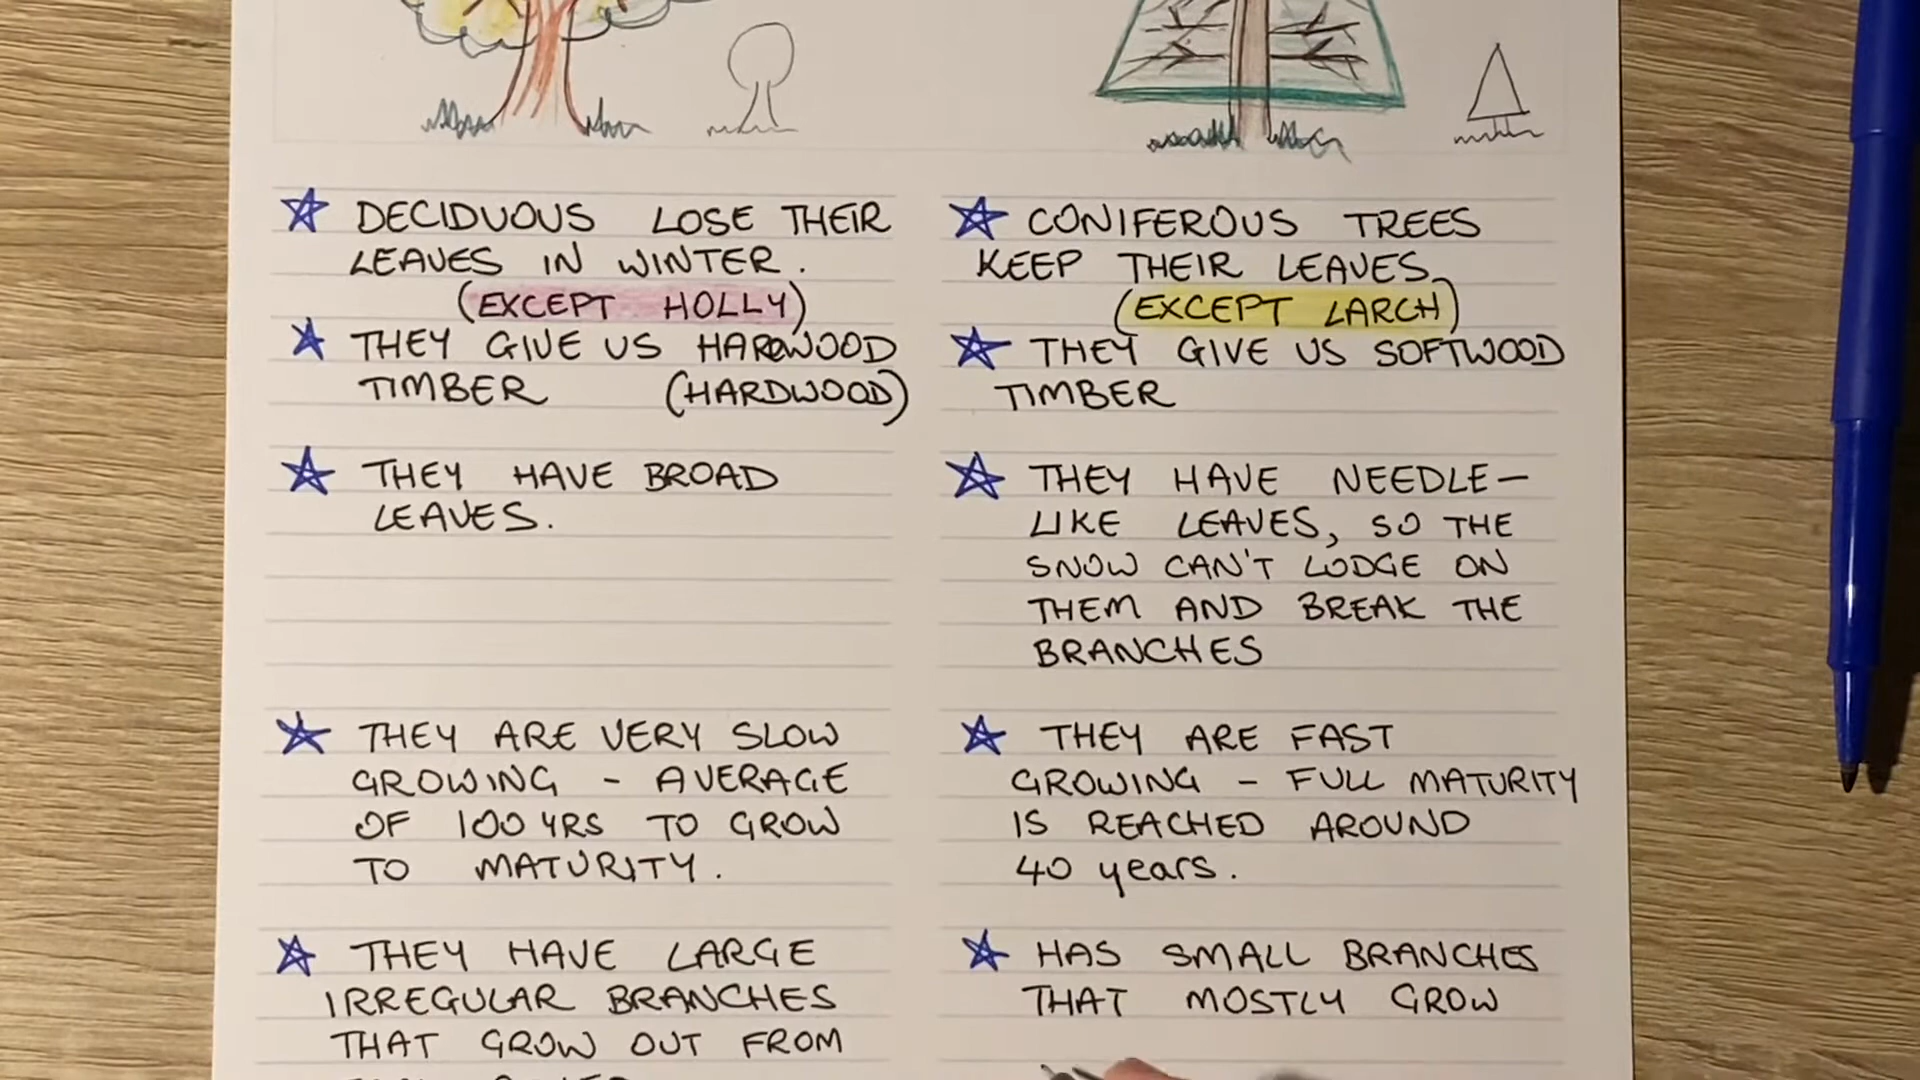 DECIDUOUS LOSE THEIR
LEAVES IN WINTER.
(EXCEPT HOLLY)
THEY GIVE US HARDWOOD
TIMBER (HARDWOOD)
THEY HAVE BROAD
LEAVES.
THEY ARE VERY SLOW
GROWING - AVERAGE
OF 100 YRS TO GROW
TO MATURITY.
THEY HAVE LARGE
IRREGULAR BRANCHES
THAT GROW OUT FROM
CONIFEROUS TREES
KEEP THEIR LEAVES
(EXCEPT LARCH)
THEY GIVE US SOFTWOOD
TIMBER
THEY HAVE NEEDLE-
LIKE LEAVES, SO THE
SNOW CAN'T LODGE ON
THEM AND BREAK THE
BRANCHES
THEY ARE FAST
GROWING - FULL MATURITY
IS REACHED AROUND
40 years.
HAS SMALL BRANCHES
THAT MOSTLY GROW